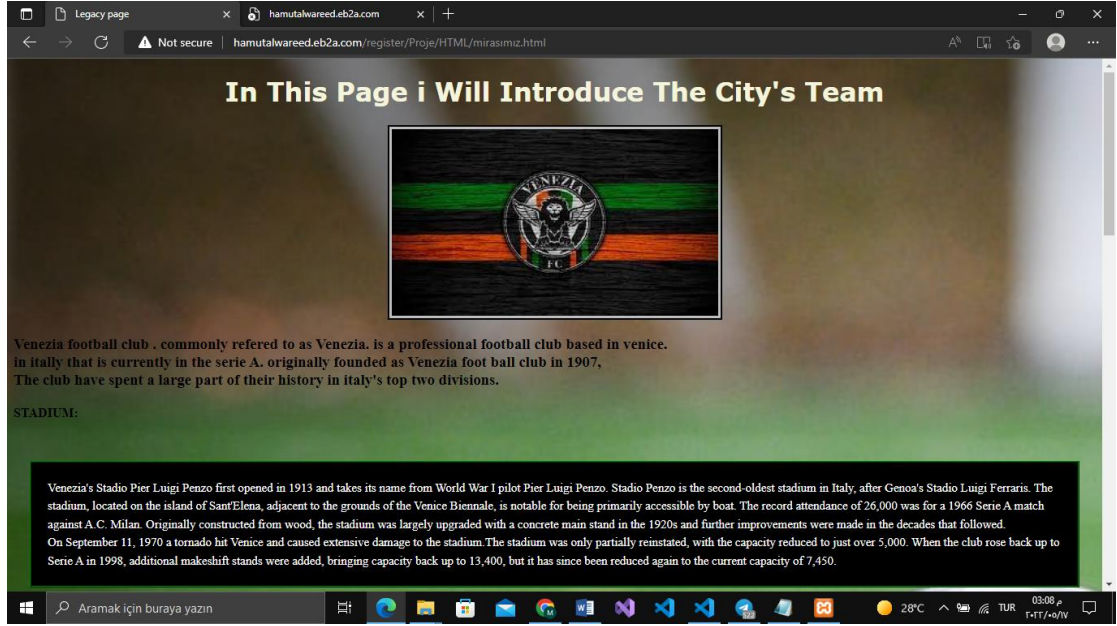 Legacy page
hamutalwareed.eb2a.com
Not secure | hamutalwareed.eb2a.com/register/Proje/HTML/mirasımız.html
In This Page i Will Introduce The City's Team
VENEZIA
FC
Venezia football club . commonly refered to as Venezia. is a professional football club based in venice.
in itally that is currently in the serie A. originally founded as Venezia foot ball club in 1907,
The club have spent a large part of their history in italy's top two divisions.
STADIUM:
Venezia's Stadio Pier Luigi Penzo first opened in 1913 and takes its name from World War I pilot Pier Luigi Penzo. Stadio Penzo is the second-oldest stadium in Italy, after Genoa's Stadio Luigi Ferraris. The
stadium, located on the island of Sant'Elena, adjacent to the grounds of the Venice Biennale, is notable for being primarily accessible by boat. The record attendance of 26,000 was for a 1966 Serie A match
against A.C. Milan. Originally constructed from wood, the stadium was largely upgraded with a concrete main stand in the 1920s and further improvements were made in the decades that followed.
On September 11, 1970 a tornado hit Venice and caused extensive damage to the stadium.The stadium was only partially reinstated, with the capacity reduced to just over 5,000. When the club rose back up to
Serie A in 1998, additional makeshift stands were added, bringing capacity back up to 13,400, but it has since been reduced again to the current capacity of 7,450.
Aramak için buraya yazın
28°C
TUR
03:08 م
٢٠٢٢/٠٥/١٧